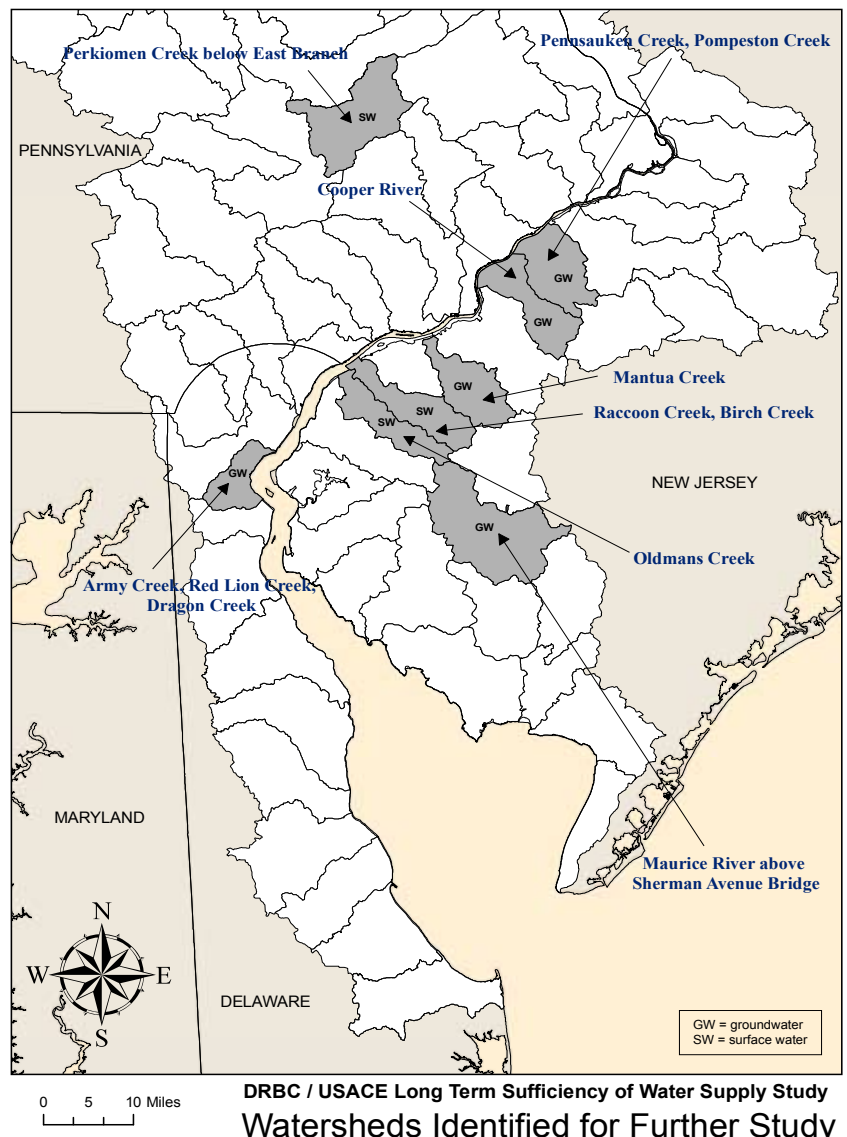 Pennsauken Creek, Pompeston Creek
Perkiomen Creek below East Branch
SW
PENNSYLVANIA
Cooper River
GW
GW
Mantua Creek
GW
SW
Raccoon Creek, Birch Creek
SW
GW
NEW JERSEY
GW
Oldmans Creek
Army Creek, Red Lion Creek,
Dragon Creek
MARYLAND
Maurice River above
Sherman Avenue Bridge
N
W
E
S
DELAWARE
GW = groundwater
SW = surface water
0 5 10 Miles
DRBC / USACE Long Term Sufficiency of Water Supply Study
Watersheds Identified for Further Study